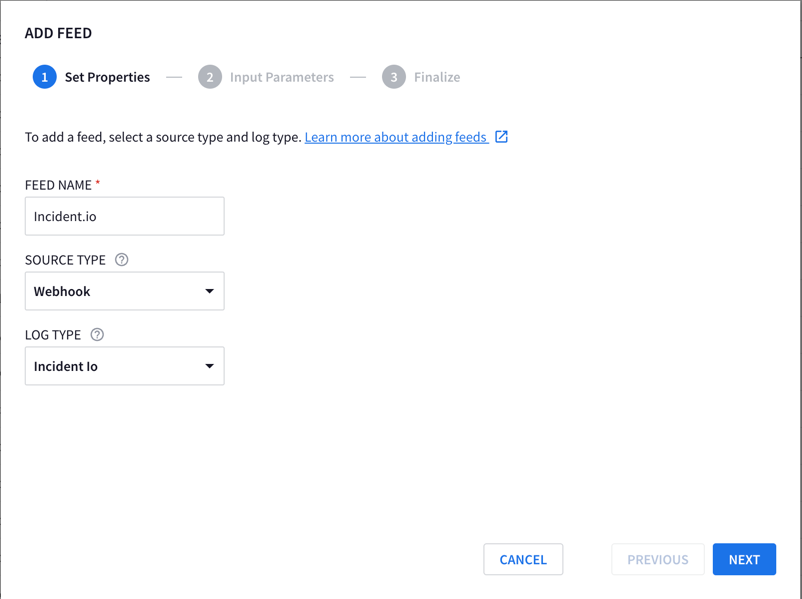 ADD FEED
1 Set Properties — 2 Input Parameters — 3 Finalize
To add a feed, select a source type and log type. Learn more about adding feeds
FEED NAME *
Incident.io
SOURCE TYPE ?
Webhook
LOG TYPE ?
Incident Io
CANCEL PREVIOUS NEXT